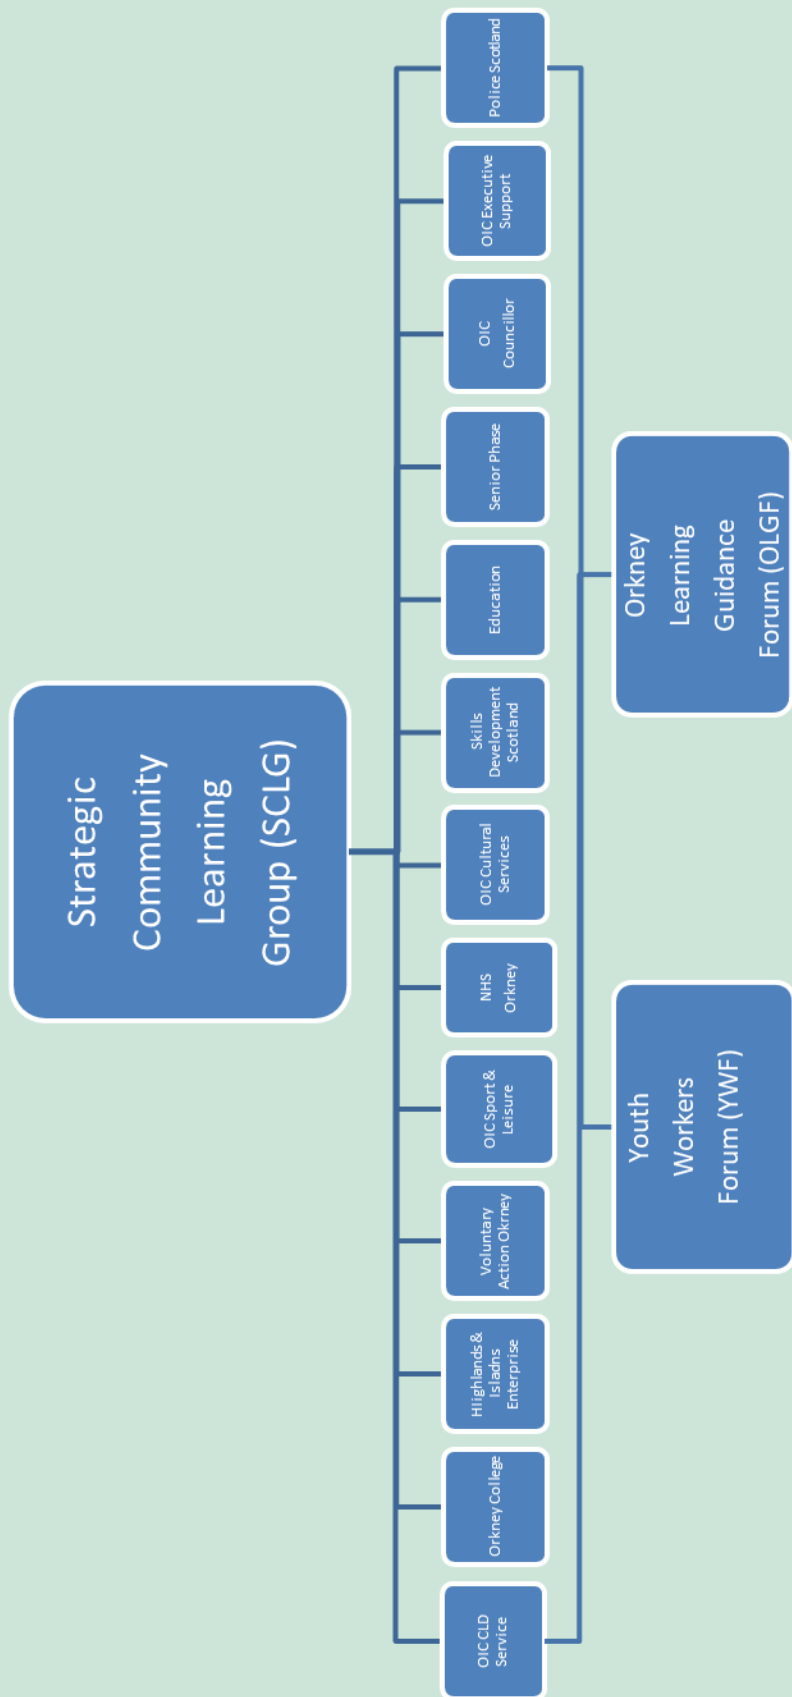 Strategic
Community
Learning
Group (SCLG)
OIC CLD
Service
Orkney College
HIighlands &
Isladns
Enterprise
Voluntary
Action Okrney
OIC Sport &
Leisure
NHS
Orkney
OIC Cultural
Services
Skills
Development
Scotland
Education
Senior Phase
OIC
Councillor
OIC Executive
Support
Police Scotland
Youth
Workers
Forum (YWF)
Orkney
Learning
Guidance
Forum (OLGF)